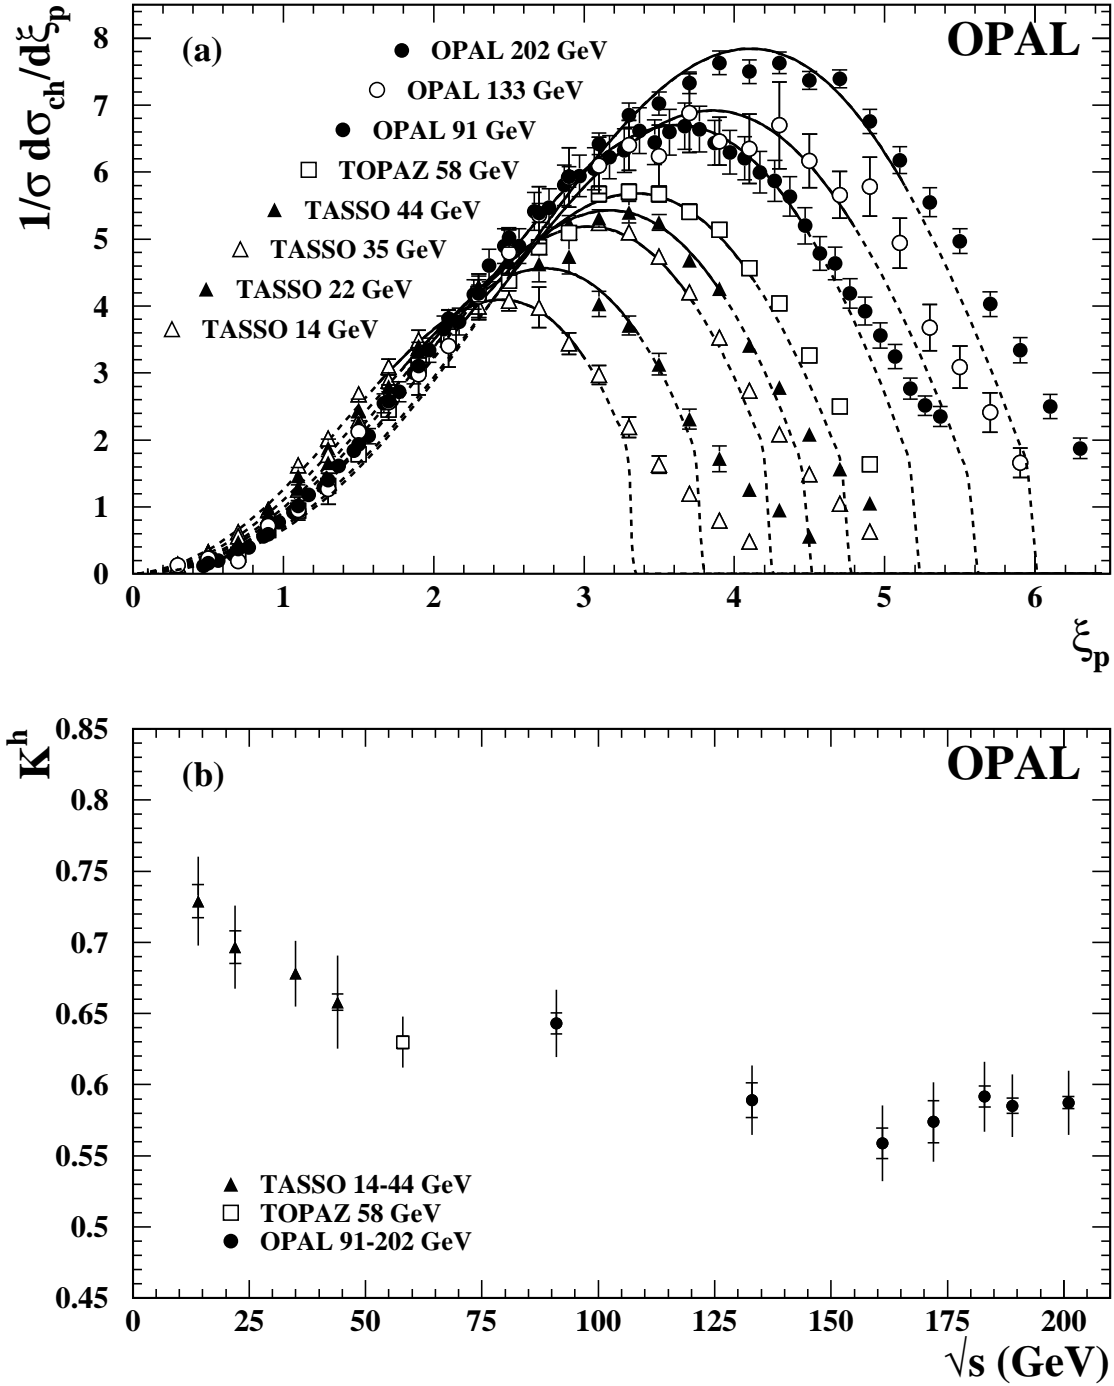 1/σ dσch/dξp
8
7
6
5
4
3
2
1
0
(a)
OPAL
OPAL 202 GeV
OPAL 133 GeV
OPAL 91 GeV
TOPAZ 58 GeV
TASSO 44 GeV
TASSO 35 GeV
TASSO 22 GeV
TASSO 14 GeV
0 1 2 3 4 5 6
ξp
K^h
0.85
0.8
0.75
0.7
0.65
0.6
0.55
0.5
0.45
(b)
OPAL
TASSO 14-44 GeV
TOPAZ 58 GeV
OPAL 91-202 GeV
0 25 50 75 100 125 150 175 200
√s (GeV)